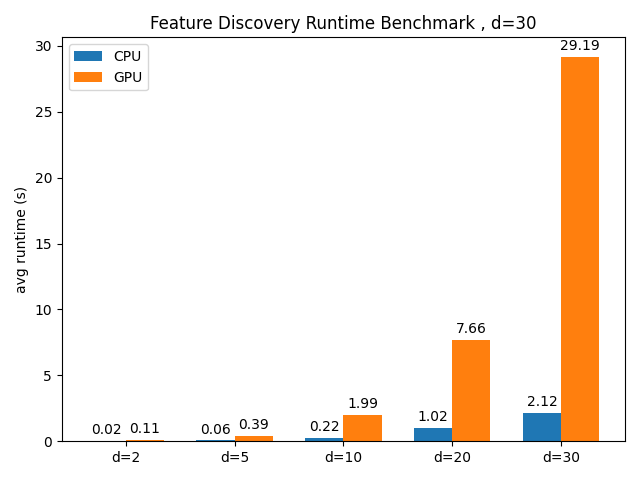 Feature Discovery Runtime Benchmark , d=30
CPU
GPU
avg runtime (s)
30
25
20
15
10
5
0
0.02
0.11
0.06
0.39
0.22
1.99
1.02
7.66
2.12
29.19
d=2
d=5
d=10
d=20
d=30